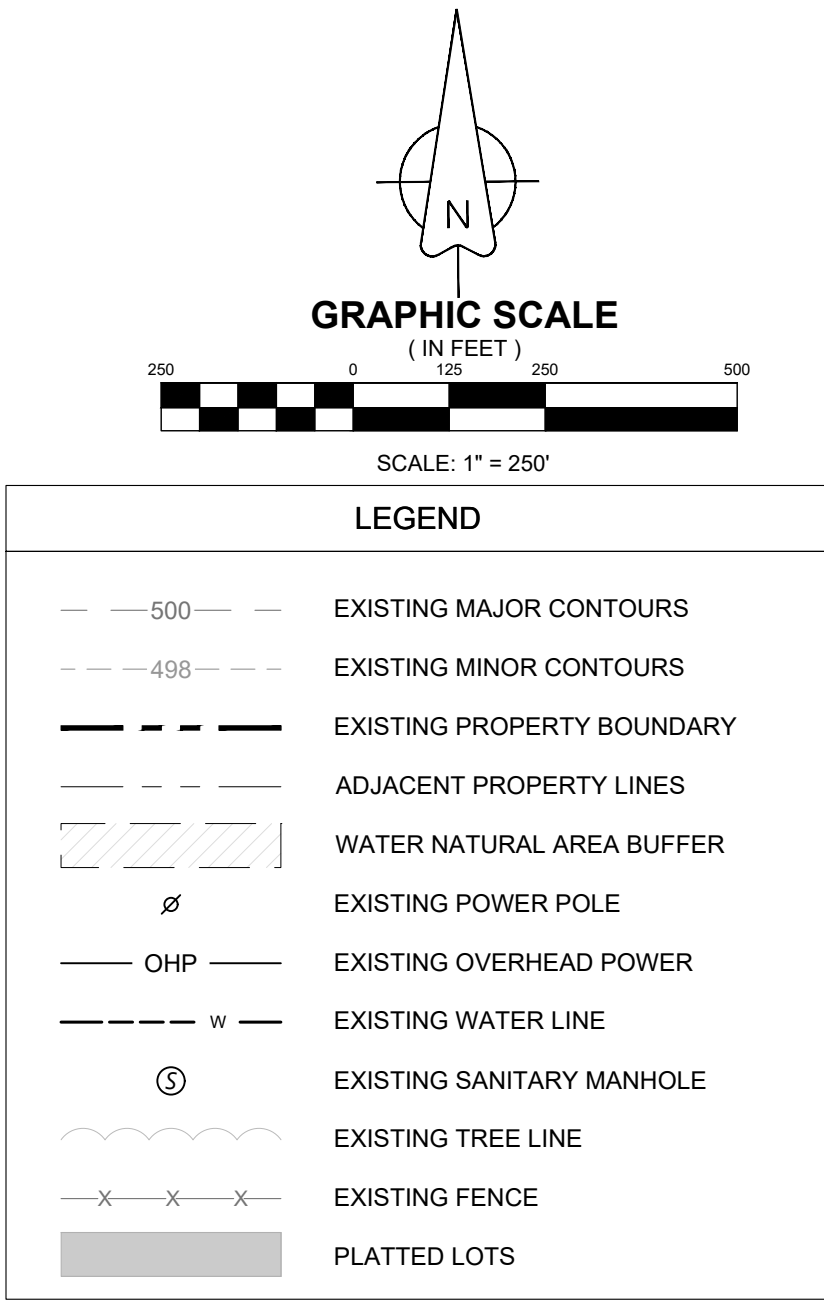 N
GRAPHIC SCALE
( IN FEET )
250 0 125 250 500
SCALE: 1" = 250'
LEGEND
500 EXISTING MAJOR CONTOURS
498 EXISTING MINOR CONTOURS
EXISTING PROPERTY BOUNDARY
ADJACENT PROPERTY LINES
WATER NATURAL AREA BUFFER
EXISTING POWER POLE
OHP EXISTING OVERHEAD POWER
W EXISTING WATER LINE
S EXISTING SANITARY MANHOLE
EXISTING TREE LINE
X X X EXISTING FENCE
PLATTED LOTS